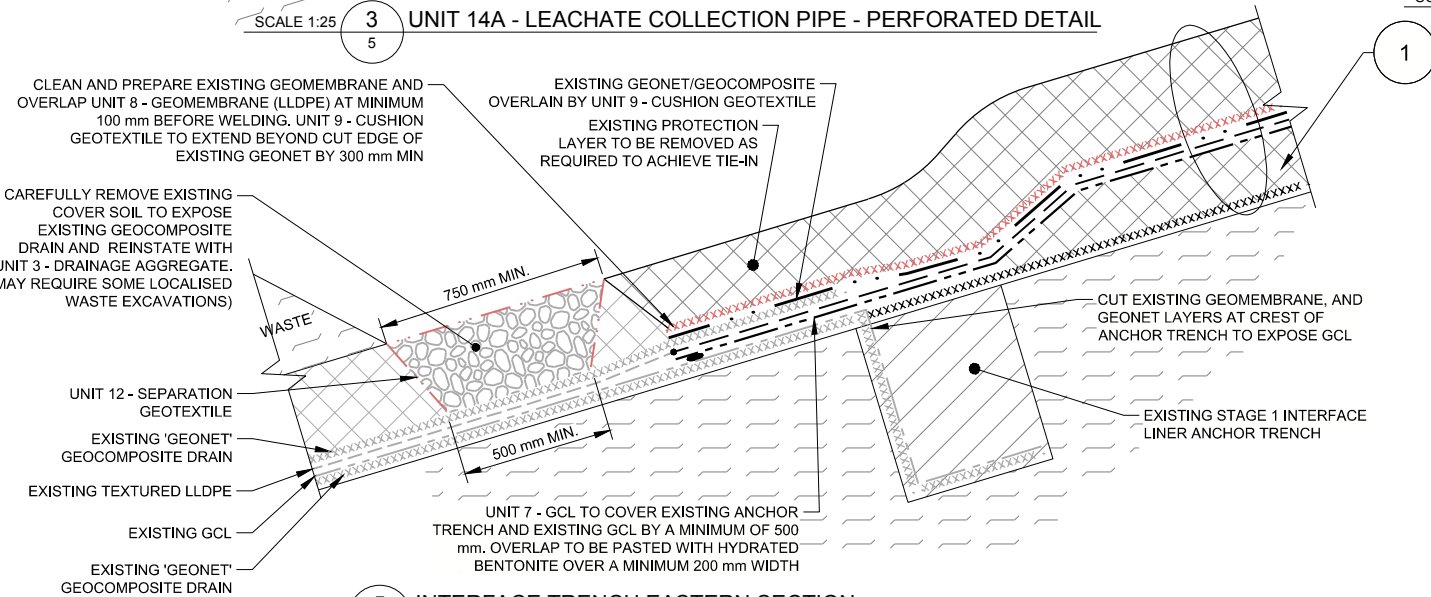 SCALE 1:25
3
5
UNIT 14A - LEACHATE COLLECTION PIPE - PERFORATED DETAIL
1
CLEAN AND PREPARE EXISTING GEOMEMBRANE AND
OVERLAP UNIT 8 - GEOMEMBRANE (LLDPE) AT MINIMUM
100 mm BEFORE WELDING. UNIT 9 - CUSHION
GEOTEXTILE TO EXTEND BEYOND CUT EDGE OF
EXISTING GEONET BY 300 mm MIN
EXISTING GEONET/GEOCOMPOSITE
OVERLAIN BY UNIT 9 - CUSHION GEOTEXTILE
EXISTING PROTECTION
LAYER TO BE REMOVED AS
REQUIRED TO ACHIEVE TIE-IN
CAREFULLY REMOVE EXISTING
COVER SOIL TO EXPOSE
EXISTING GEOCOMPOSITE
DRAIN AND REINSTATE WITH
UNIT 3 - DRAINAGE AGGREGATE.
MAY REQUIRE SOME LOCALISED
WASTE EXCAVATIONS)
750 mm MIN.
WASTE
CUT EXISTING GEOMEMBRANE, AND
GEONET LAYERS AT CREST OF
ANCHOR TRENCH TO EXPOSE GCL
UNIT 12 - SEPARATION
GEOTEXTILE
EXISTING 'GEONET'
GEOCOMPOSITE DRAIN
500 mm MIN.
EXISTING STAGE 1 INTERFACE
LINER ANCHOR TRENCH
EXISTING TEXTURED LLDPE
EXISTING GCL
EXISTING 'GEONET'
GEOCOMPOSITE DRAIN
UNIT 7 - GCL TO COVER EXISTING ANCHOR
TRENCH AND EXISTING GCL BY A MINIMUM OF 500
mm. OVERLAP TO BE PASTED WITH HYDRATED
BENTONITE OVER A MINIMUM 200 mm WIDTH
INTERFACE TRENCH EASTERN SECTION